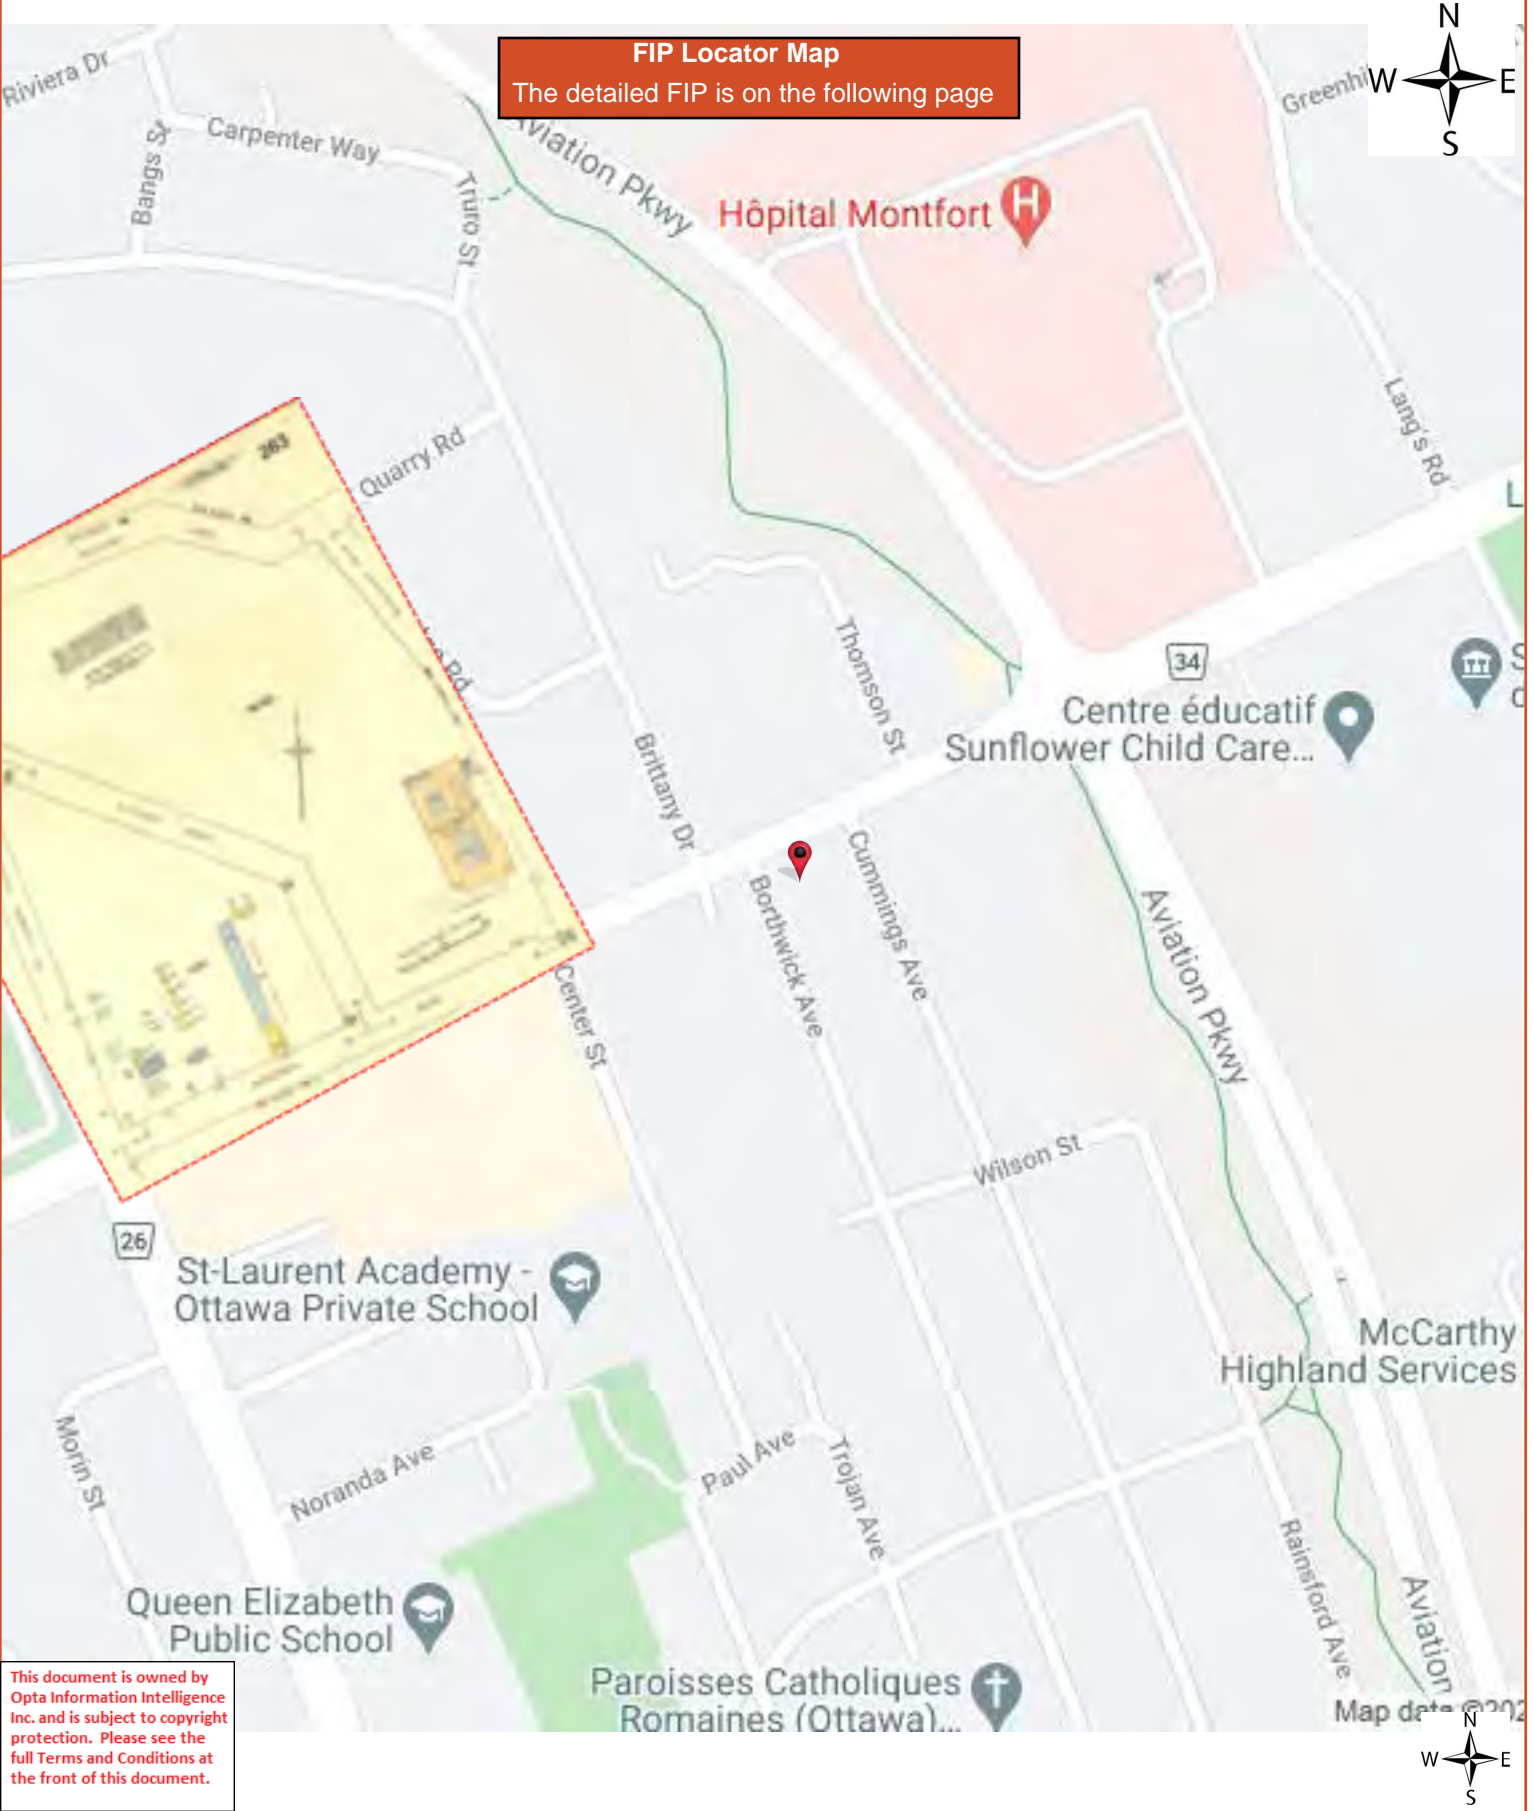 N
W E
S
FIP Locator Map
The detailed FIP is on the following page
Riviera Dr
Bangs St
Carpenter Way
Truro St
Aviation Pkwy
Hôpital Montfort
H
Lang's Rd
263
Quarry Rd
Rd
Thomson St
34
Centre éducatif
Sunflower Child Care...
Brittany Dr
Borthwick Ave
Cummings Ave
Aviation Pkwy
Center St
Wilson St
26
St-Laurent Academy -
Ottawa Private School
McCarthy
Highland Services
Morin St
Noranda Ave
Paul Ave
Trojan Ave
Rainsford Ave
Aviation
Queen Elizabeth
Public School
Paroisses Catholiques
Romaines (Ottawa)...
This document is owned by
Opta Information Intelligence
Inc. and is subject to copyright
protection. Please see the
full Terms and Conditions at
the front of this document.
Map data ©202
N
W E
S